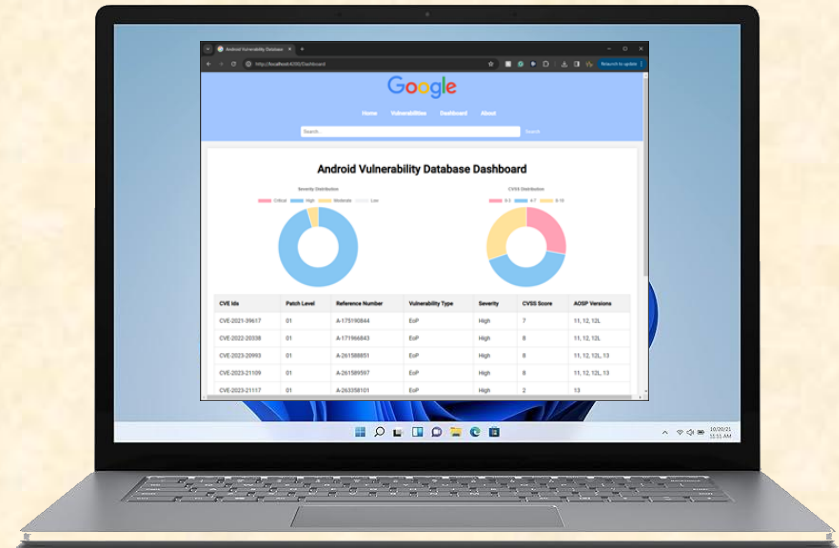 Android Vulnerability Database
http://localhost:4200/Dashboard
Relaunch to update
Google
Home Vulnerabilities Dashboard About
Search... Search
Android Vulnerability Database Dashboard
Severity Distribution CVSS Distribution
Critical High Moderate Low 0-3 4-7 8-10
CVE Ids Patch Level Reference Number Vulnerability Type Severity CVSS Score AOSP Versions
CVE-2021-39617 01 A-175190844 EoP High 7 11, 12, 12L
CVE-2022-20338 01 A-171966843 EoP High 8 11, 12, 12L
CVE-2023-20993 01 A-261588851 EoP High 8 11, 12, 12L, 13
CVE-2023-21109 01 A-261589597 EoP High 8 11, 12, 12L, 13
CVE-2023-21117 01 A-263358101 EoP High 2 13
10/20/21
11:11 AM